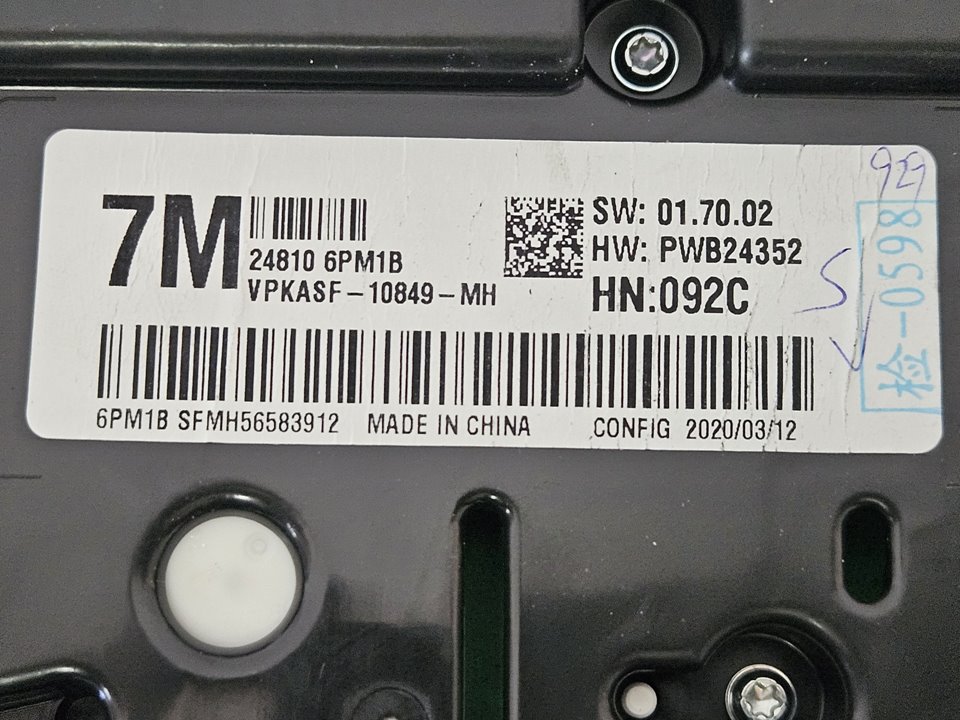 7M
24810 6PM1B
VPKASF-10849-MH
SW: 01.70.02
HW: PWB24352
HN:092C
6PM1B SFMH56583912 MADE IN CHINA CONFIG 2020/03/12
929
检-0598